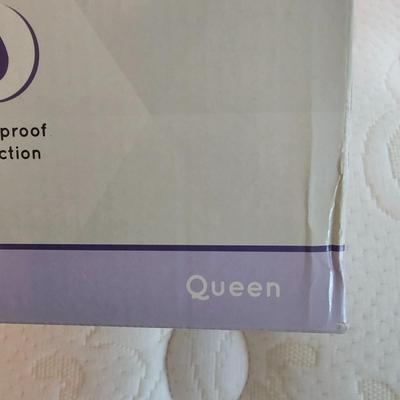 proof
ction
Queen